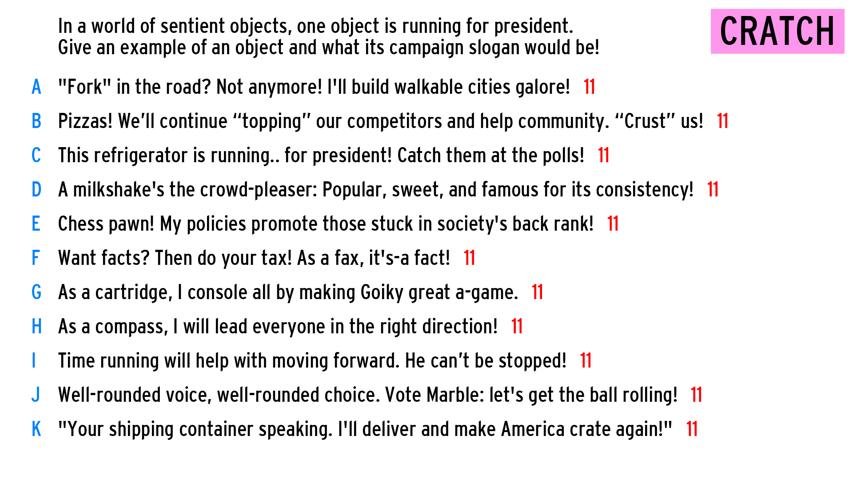 In a world of sentient objects, one object is running for president.
Give an example of an object and what its campaign slogan would be!
CRATCH
A "Fork" in the road? Not anymore! I'll build walkable cities galore! 11
B Pizzas! We’ll continue “topping” our competitors and help community. “Crust” us! 11
C This refrigerator is running.. for president! Catch them at the polls! 11
D A milkshake's the crowd-pleaser: Popular, sweet, and famous for its consistency! 11
E Chess pawn! My policies promote those stuck in society's back rank! 11
F Want facts? Then do your tax! As a fax, it's-a fact! 11
G As a cartridge, I console all by making Goiky great a-game. 11
H As a compass, I will lead everyone in the right direction! 11
I Time running will help with moving forward. He can’t be stopped! 11
J Well-rounded voice, well-rounded choice. Vote Marble: let's get the ball rolling! 11
K "Your shipping container speaking. I'll deliver and make America crate again!" 11